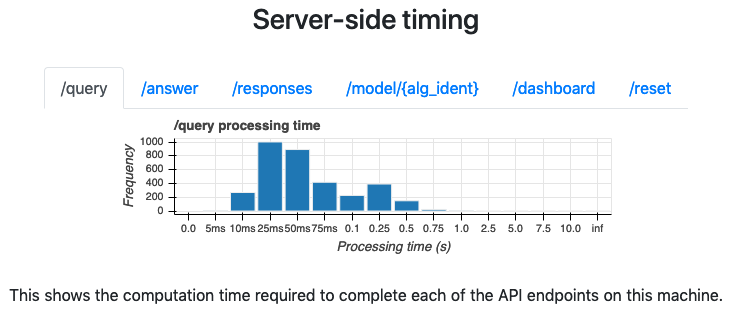 Server-side timing
/query /answer /responses /model/{alg_ident} /dashboard /reset
/query processing time
Frequency
1000
800
600
400
200
0
0.0 5ms 10ms 25ms 50ms 75ms 0.1 0.25 0.5 0.75 1.0 2.5 5.0 7.5 10.0 inf
Processing time (s)
This shows the computation time required to complete each of the API endpoints on this machine.